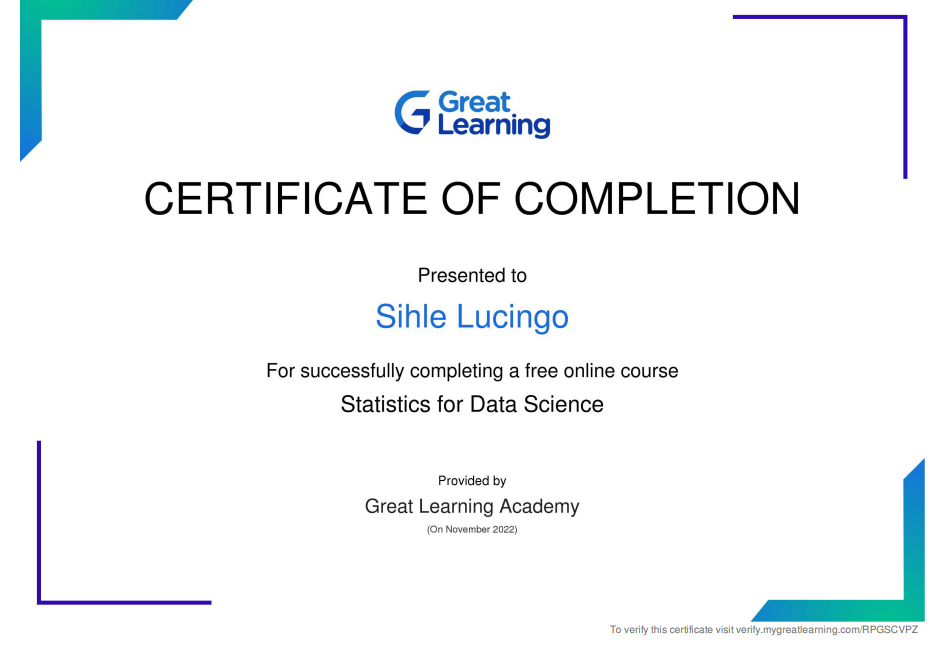 Great
Learning
CERTIFICATE OF COMPLETION
Presented to
Sihle Lucingo
For successfully completing a free online course
Statistics for Data Science
Provided by
Great Learning Academy
(On November 2022)
To verify this certificate visit verify.mygreatlearning.com/RPGSCVPZ